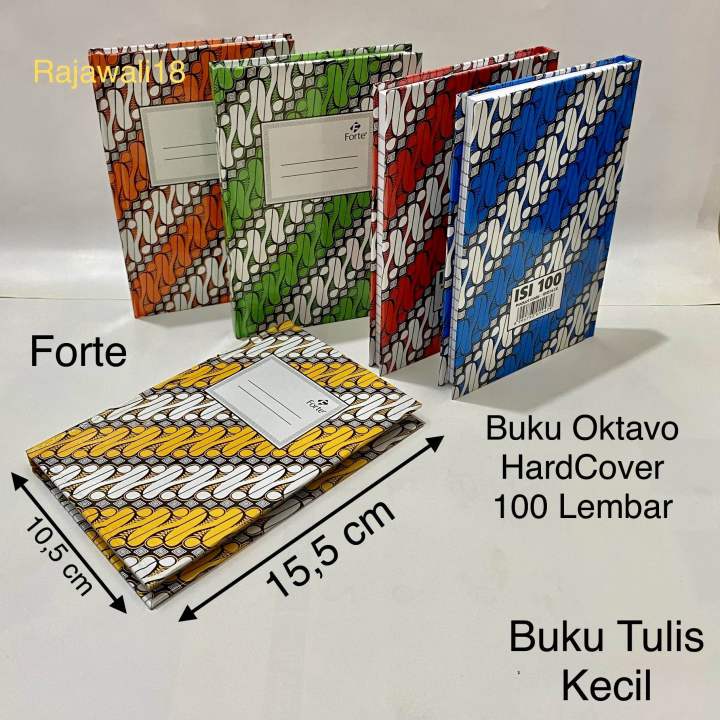 Rajawali18
Forte
Forte
ISI 100
Forte
Forte
Buku Oktavo
HardCover
100 Lembar
10,5 cm
15,5 cm
Buku Tulis
Kecil